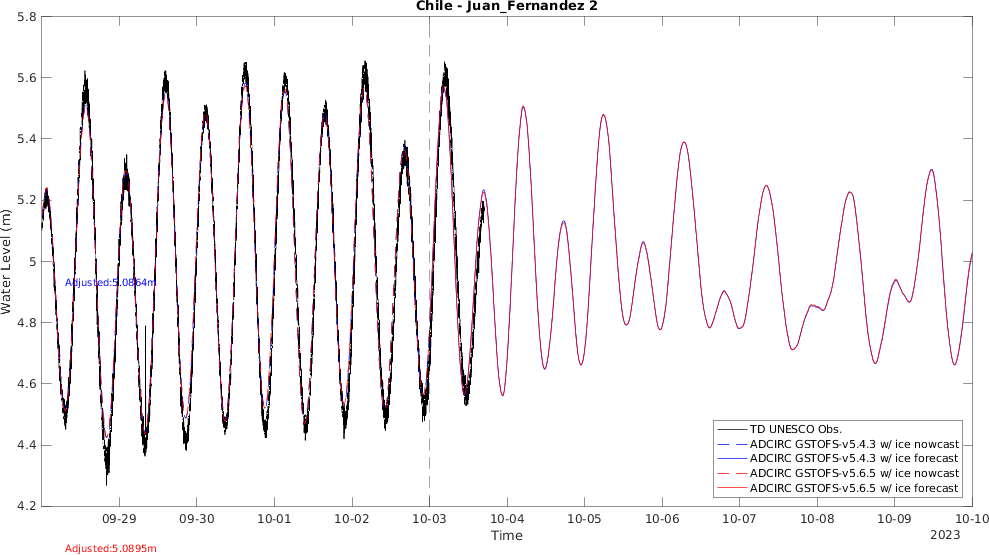 Chile - Juan_Fernandez 2
5.8
5.6
5.4
5.2
5
4.8
4.6
4.4
4.2
Water Level (m)
Adjusted:5.0864m
TD UNESCO Obs.
ADCIRC GSTOFS-v5.4.3 w/ ice nowcast
ADCIRC GSTOFS-v5.4.3 w/ ice forecast
ADCIRC GSTOFS-v5.6.5 w/ ice nowcast
ADCIRC GSTOFS-v5.6.5 w/ ice forecast
09-29 09-30 10-01 10-02 10-03 10-04 10-05 10-06 10-07 10-08 10-09 10-10
Time
2023
Adjusted:5.0895m